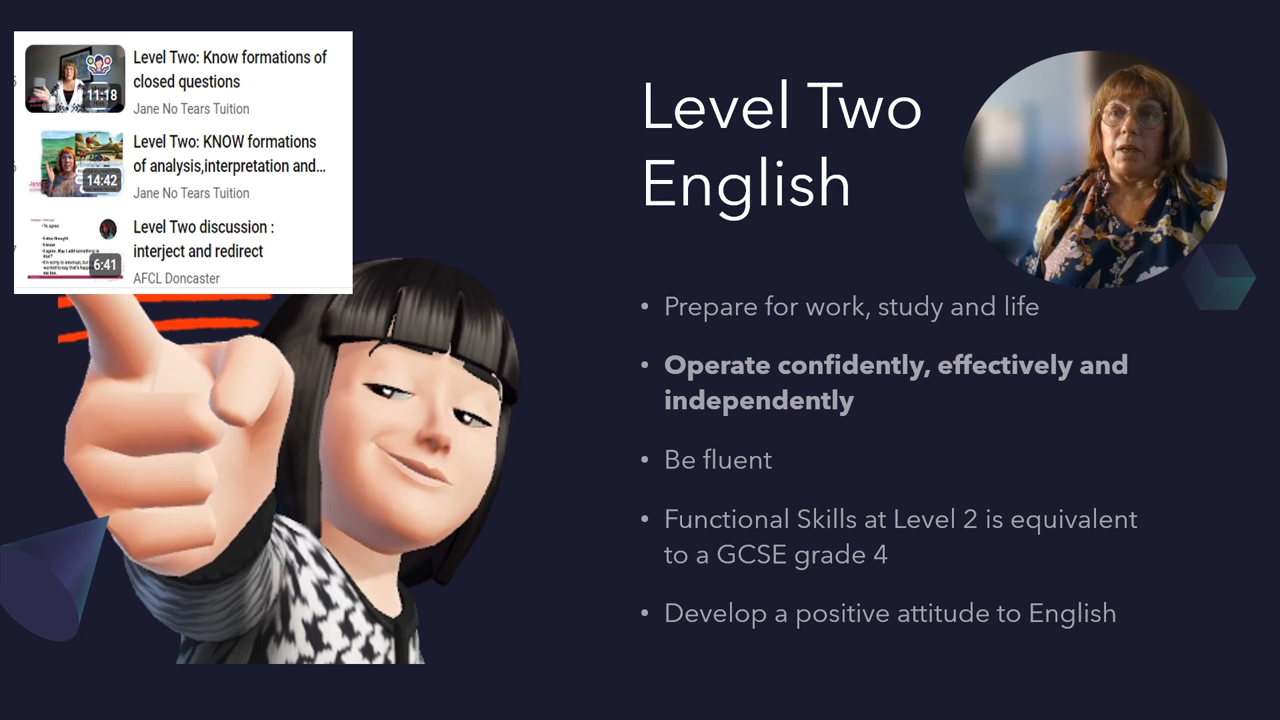 Level Two: Know formations of
closed questions
11:18
Jane No Tears Tuition
Level Two: KNOW formations
of analysis,interpretation and...
14:42
Jane No Tears Tuition
Level Two discussion :
interject and redirect
6:41
AFCL Doncaster
Level Two
English
• Prepare for work, study and life
• Operate confidently, effectively and
independently
• Be fluent
• Functional Skills at Level 2 is equivalent
to a GCSE grade 4
• Develop a positive attitude to English